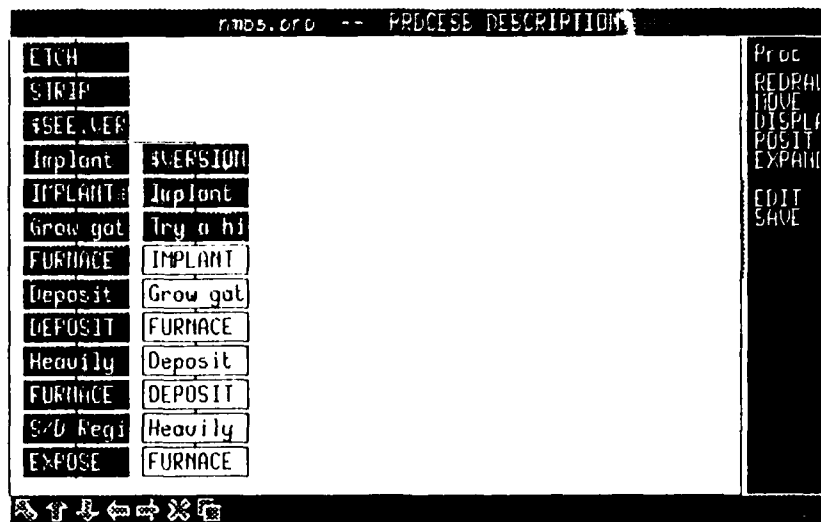 nmos.pro -- PROCESS DESCRIPTION
ETCH
STRIP
$SEE.VER
Implant $VERSION
IMPLANT Implant
Grow gat Try a hi
FURNACE IMPLANT
Deposit Grow gat
DEPOSIT FURNACE
Heavily Deposit
FURNACE DEPOSIT
S/D Regi Heavily
EXPOSE FURNACE
Proc
REDRAW
MOVE
DISPLA
POSIT
EXPAND
EDIT
SAVE